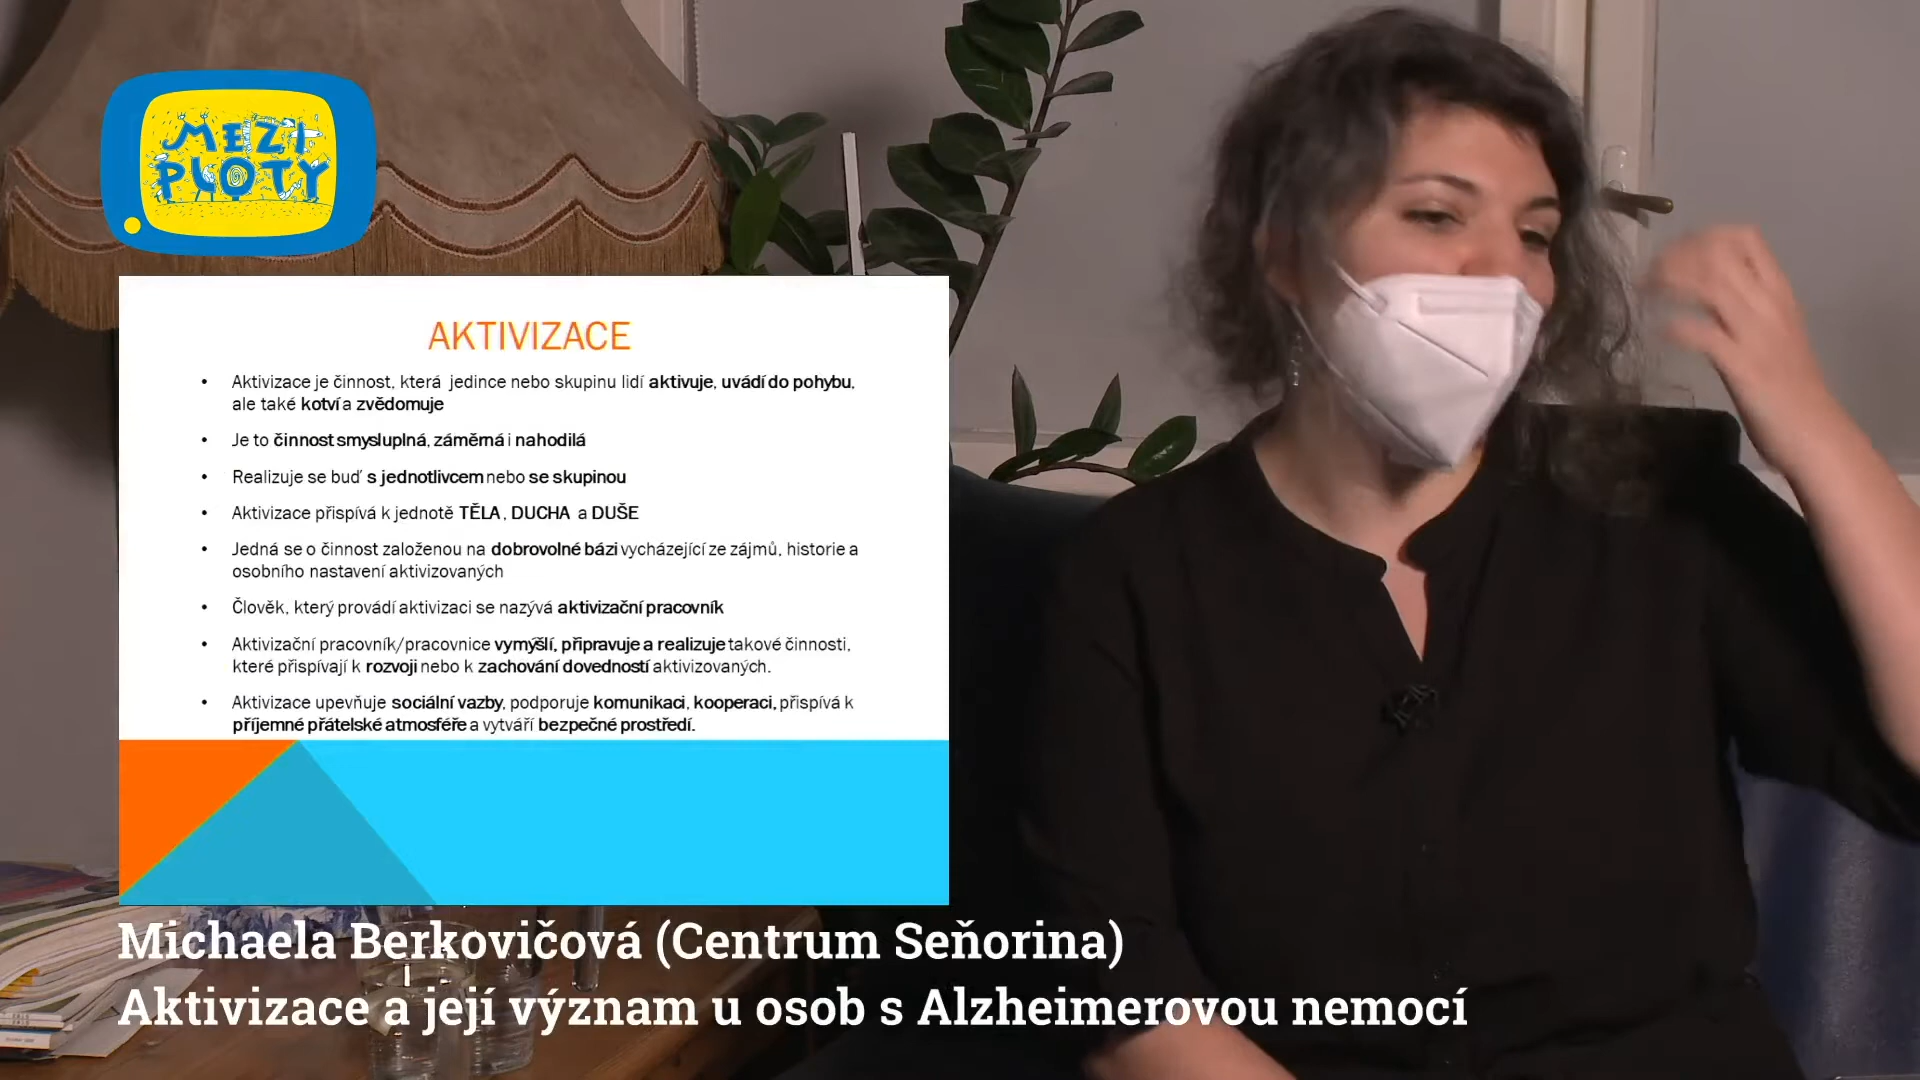 MEZI
PLOTY
AKTIVIZACE
• Aktivizace je činnost, která jedince nebo skupinu lidí aktivuje, uvádí do pohybu,
ale také kotví a zvědomuje
• Je to činnost smysluplná, záměrná i nahodilá
• Realizuje se buď s jednotlivcem nebo se skupinou
• Aktivizace přispívá k jednotě TĚLA, DUCHA a DUŠE
• Jedná se o činnost založenou na dobrovolné bázi vycházející ze zájmů, historie a
osobního nastavení aktivizovaných
• Člověk, který provádí aktivizaci se nazývá aktivizační pracovník
• Aktivizační pracovník/pracovnice vymýšlí, připravuje a realizuje takové činnosti,
které přispívají k rozvoji nebo k zachování dovedností aktivizovaných.
• Aktivizace upevňuje sociální vazby, podporuje komunikaci, kooperaci, přispívá k
příjemné přátelské atmosféře a vytváří bezpečné prostředí.
Michaela Berkovičová (Centrum Seňorina)
Aktivizace a její význam u osob s Alzheimerovou nemocí